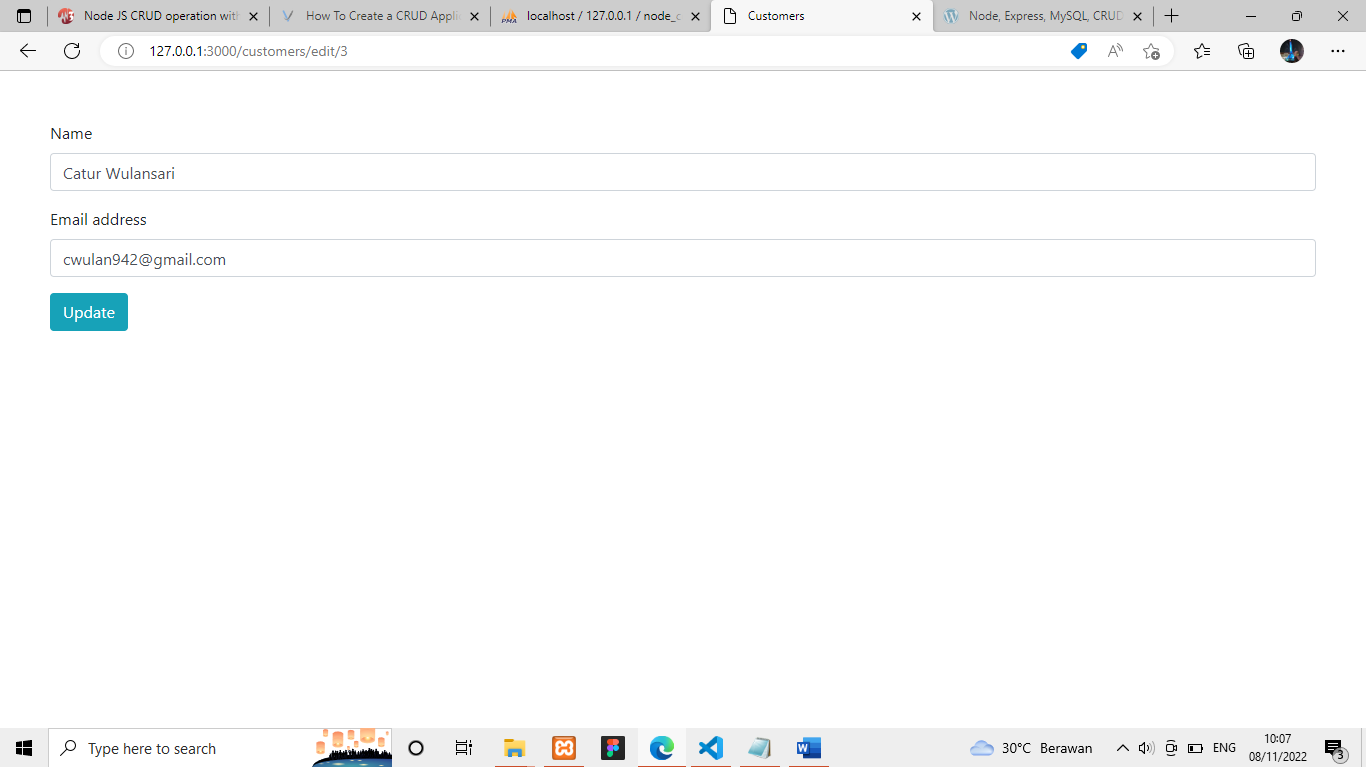 Node JS CRUD operation with
How To Create a CRUD Appli
localhost / 127.0.0.1 / node_c
Customers
Node, Express, MySQL, CRUD
127.0.0.1:3000/customers/edit/3
Name
Catur Wulansari
Email address
cwulan942@gmail.com
Update
Type here to search
30°C Berawan
ENG
10:07
08/11/2022
3